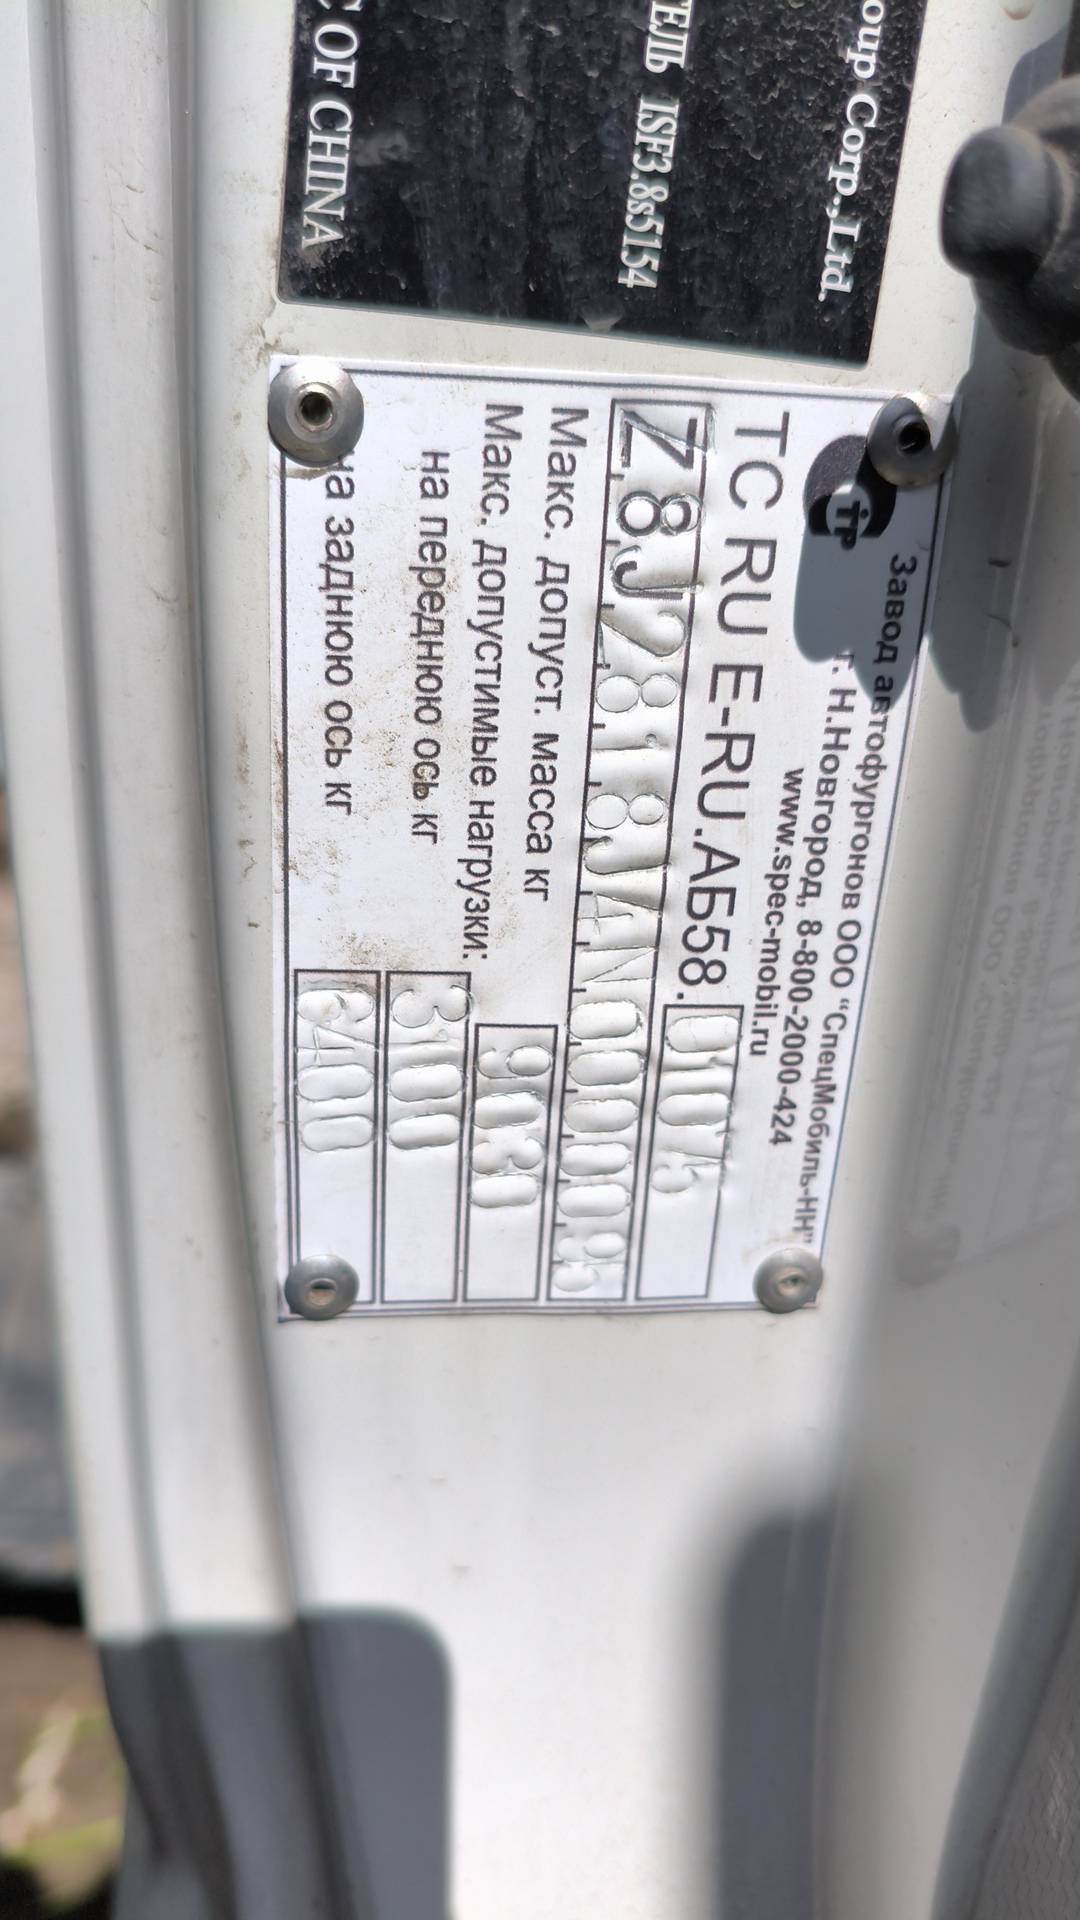 oup Corp.,Ltd.
ТЕЛЬ ISF3.8s5154
C OF CHINA
Завод автофургонов ООО "СпецМобиль-НН"
г. Н.Новгород, 8-800-2000-424
www.spec-mobil.ru
ТС RU E-RU.АБ58.
Z8J2818J4N0000095
Макс. допуст. масса кг 9030
Макс. допустимые нагрузки:
на переднюю ось кг 3100
на заднюю ось кг 6400